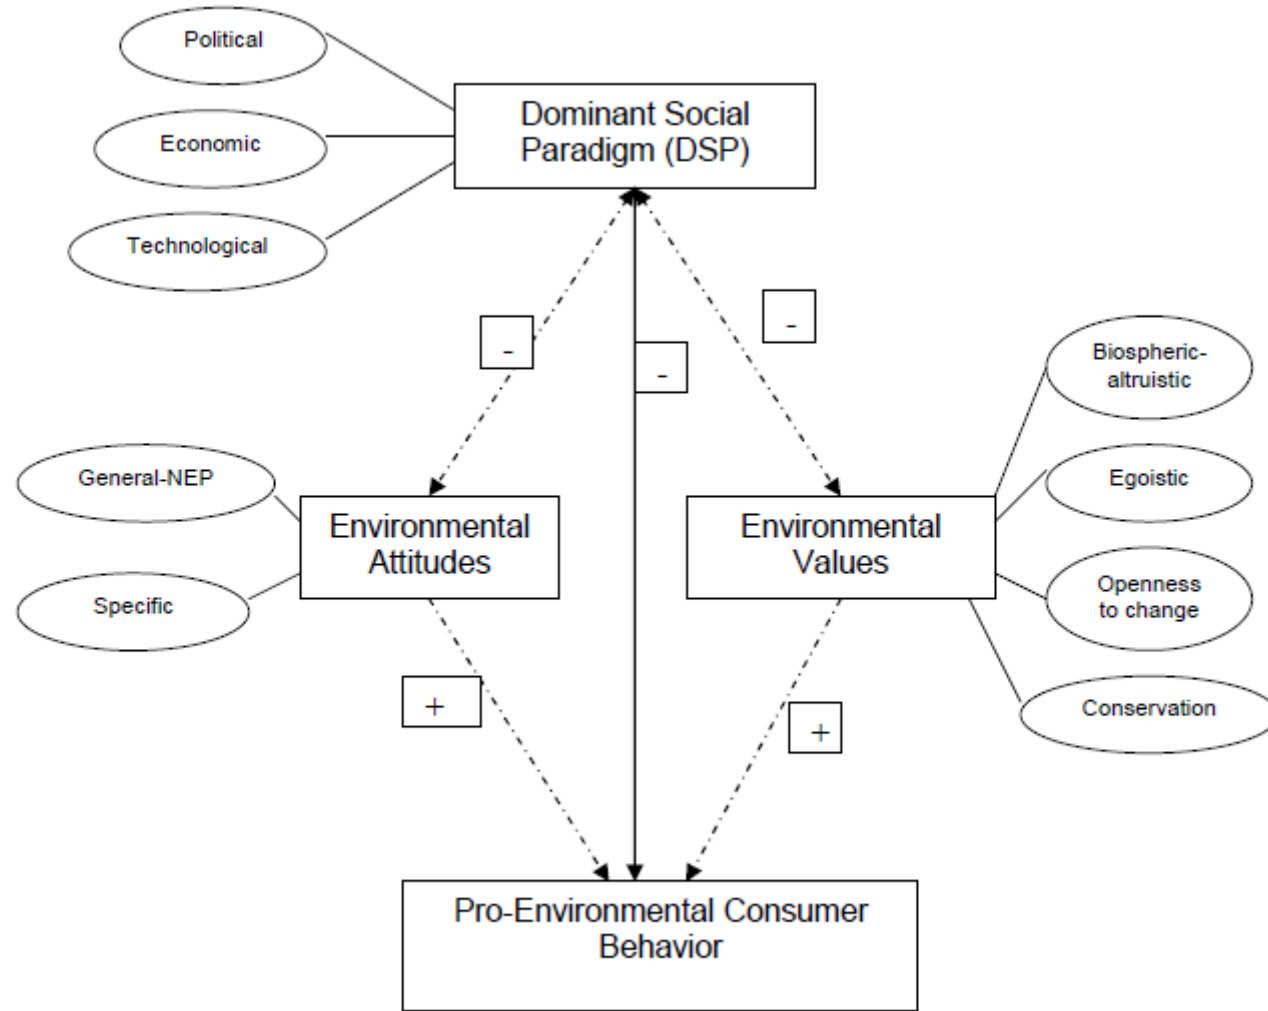 Political
Economic
Technological
Dominant Social
Paradigm (DSP)
-
-
-
Biospheric-
altruistic
Egoistic
Openness
to change
Conservation
General-NEP
Specific
Environmental
Attitudes
Environmental
Values
+
+
Pro-Environmental Consumer
Behavior